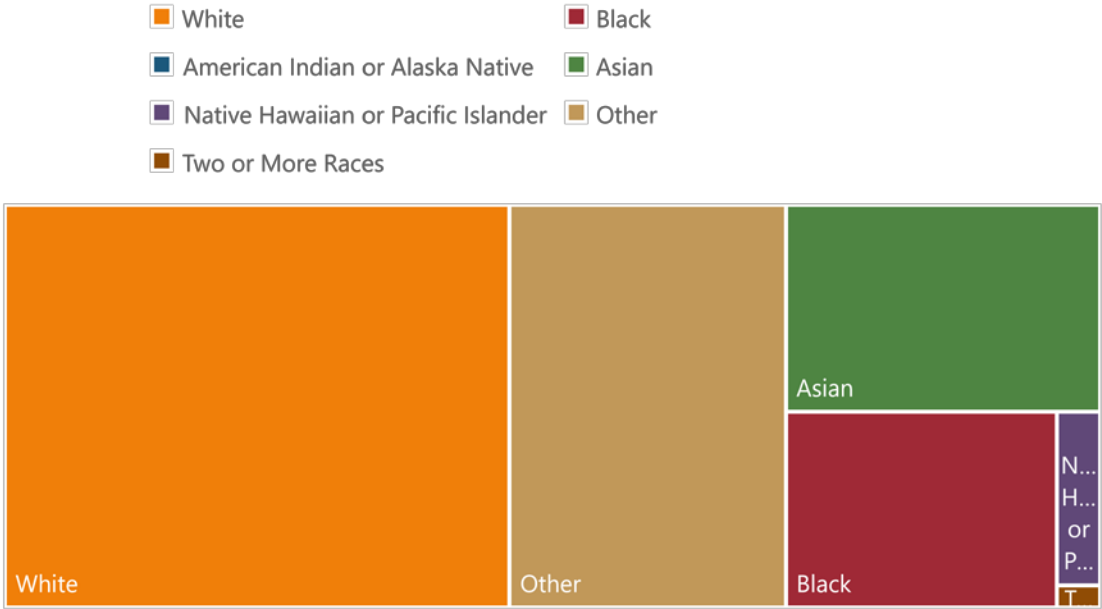 White
Black
American Indian or Alaska Native
Asian
Native Hawaiian or Pacific Islander
Other
Two or More Races
Asian
N...
H...
or
P...
White
Other
Black
T...